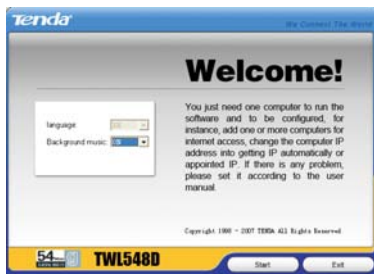 Tenda
We Connect The World
Welcome!
language:
Background music:
You just need one computer to run the
software and to be configured, for
instance, add one or more computers for
internet access, change the computer IP
address into getting IP automatically or
appointed IP. If there is any problem,
please set it according to the user
manual.
Copyright 1998 - 2007 TENDA All Rights Reserved
54
TWL548D
Start
Exit